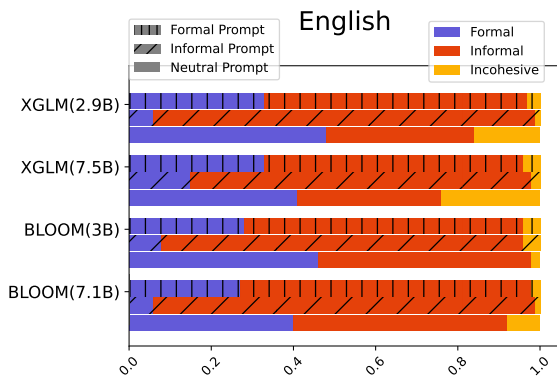 English
Formal Prompt
Informal Prompt
Neutral Prompt
Formal
Informal
Incohesive
XGLM(2.9B)
XGLM(7.5B)
BLOOM(3B)
BLOOM(7.1B)
0.0 0.2 0.4 0.6 0.8 1.0